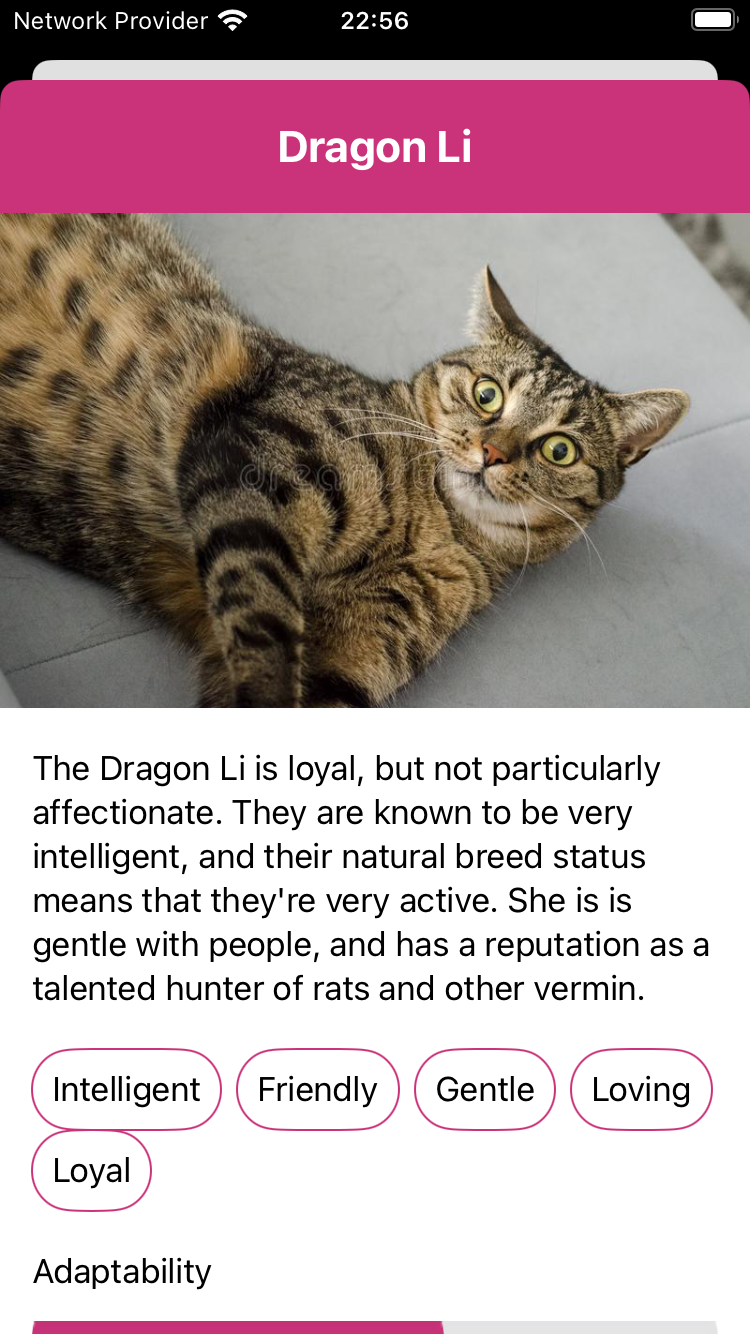 Network Provider 22:56
Dragon Li
dreamstime
The Dragon Li is loyal, but not particularly
affectionate. They are known to be very
intelligent, and their natural breed status
means that they're very active. She is is
gentle with people, and has a reputation as a
talented hunter of rats and other vermin.
Intelligent Friendly Gentle Loving
Loyal
Adaptability